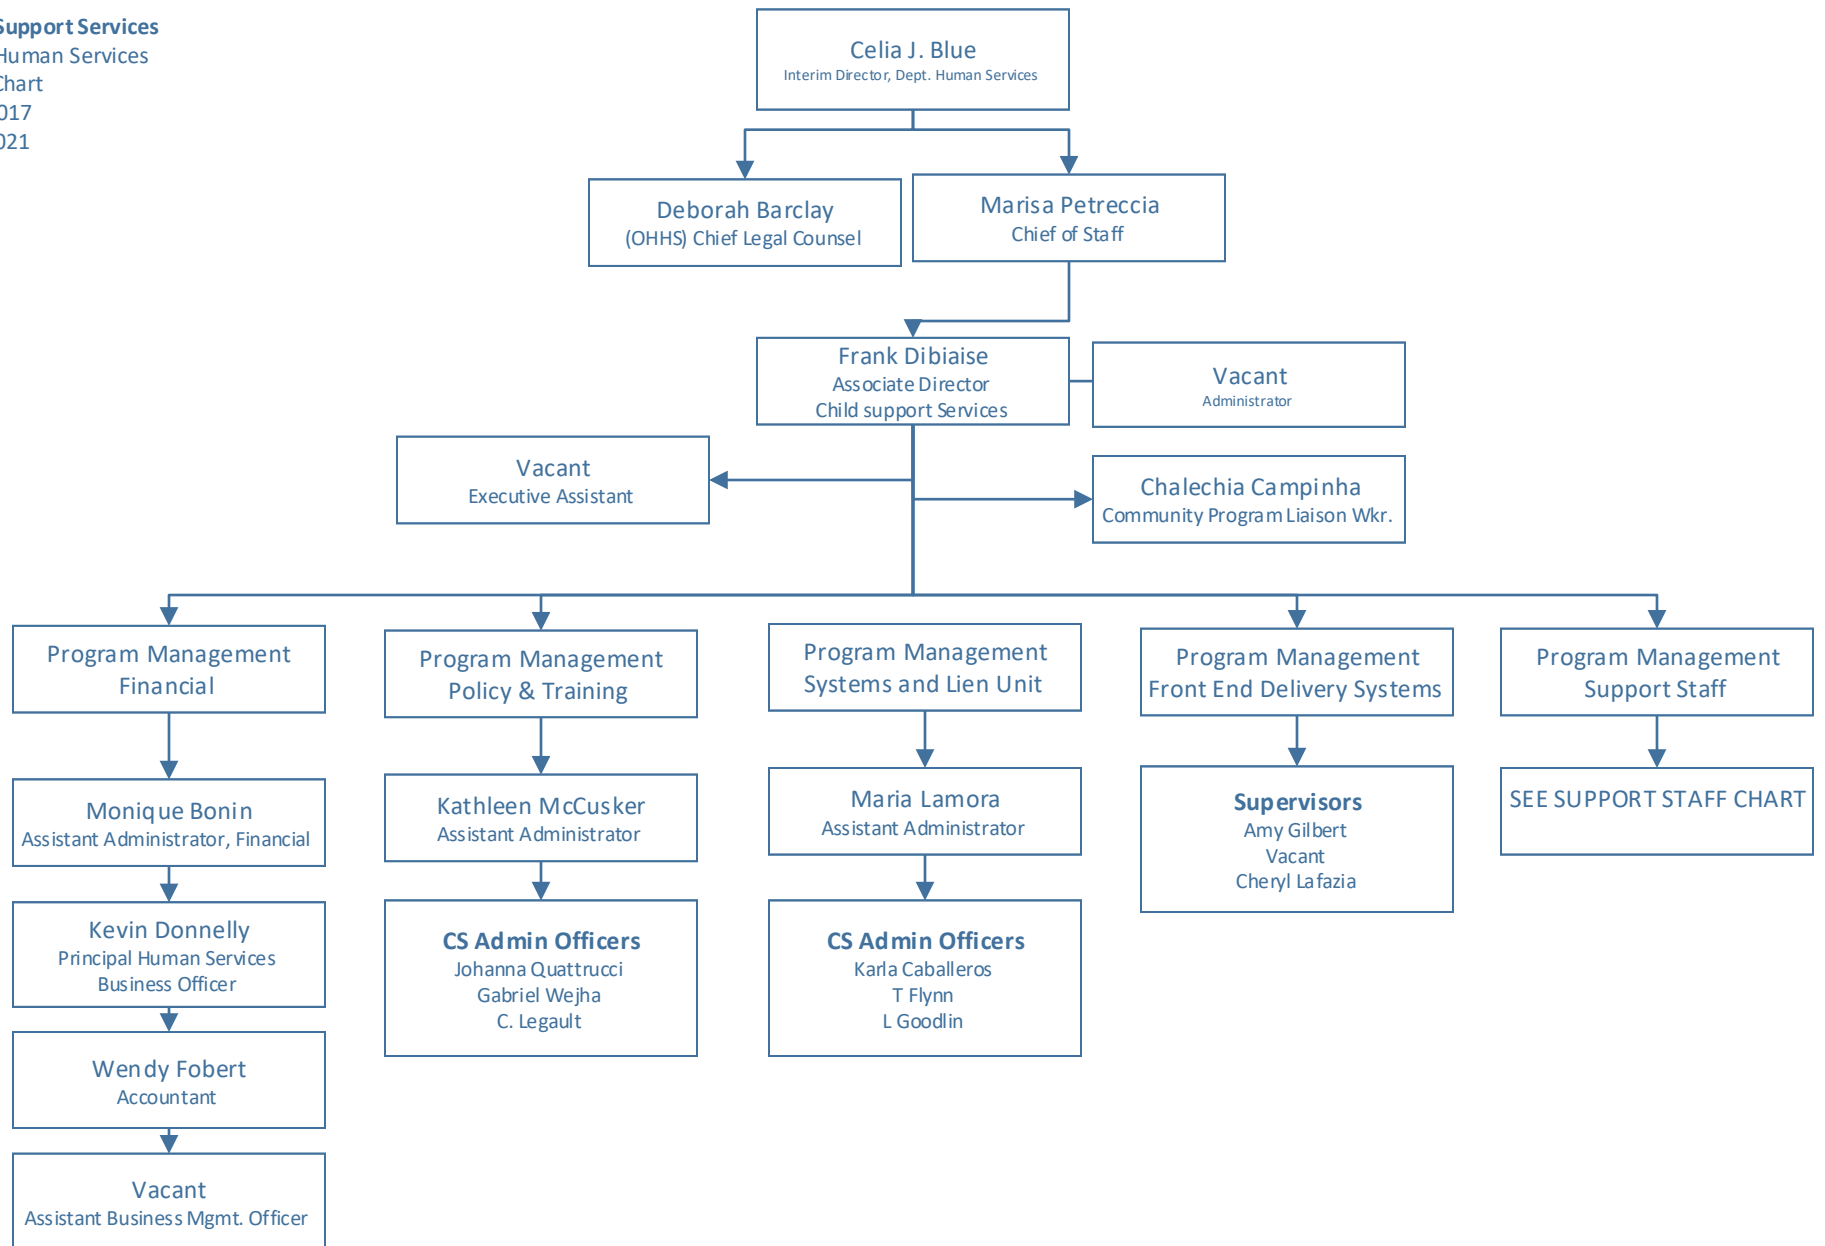 Support Services
Human Services
Chart
017
021
Celia J. Blue
Interim Director, Dept. Human Services
Deborah Barclay
(OHHS) Chief Legal Counsel
Marisa Petreccia
Chief of Staff
Frank Dibiaise
Associate Director
Child support Services
Vacant
Administrator
Vacant
Executive Assistant
Chalechia Campinha
Community Program Liaison Wkr.
Program Management
Financial
Monique Bonin
Assistant Administrator, Financial
Kevin Donnelly
Principal Human Services
Business Officer
Wendy Fobert
Accountant
Vacant
Assistant Business Mgmt. Officer
Program Management
Policy & Training
Kathleen McCusker
Assistant Administrator
CS Admin Officers
Johanna Quattrucci
Gabriel Wejha
C. Legault
Program Management
Systems and Lien Unit
Maria Lamora
Assistant Administrator
CS Admin Officers
Karla Caballeros
T Flynn
L Goodlin
Program Management
Front End Delivery Systems
Supervisors
Amy Gilbert
Vacant
Cheryl Lafazia
Program Management
Support Staff
SEE SUPPORT STAFF CHART